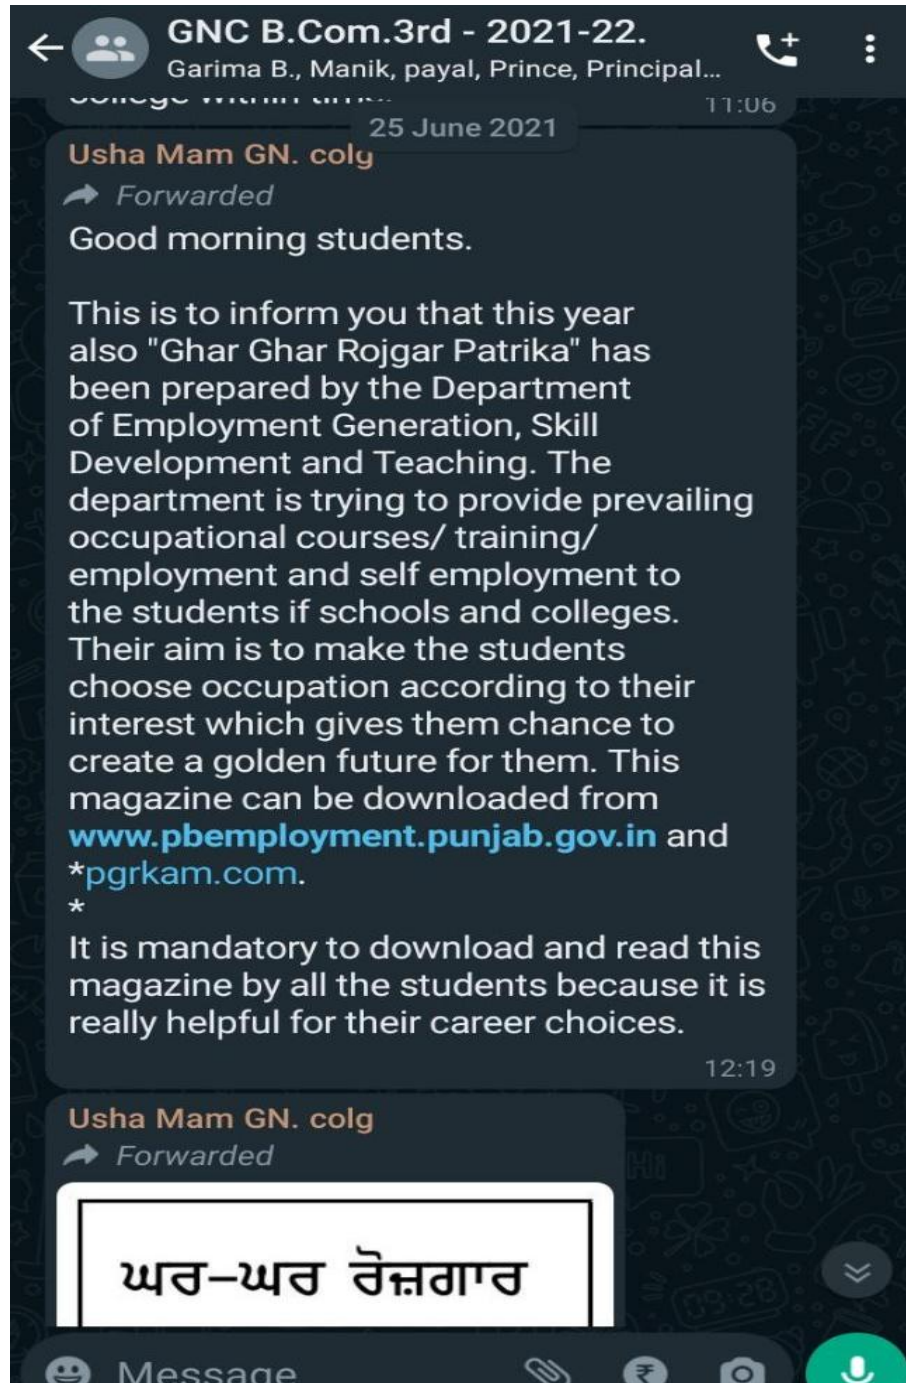 GNC B.Com.3rd - 2021-22.
Garima B., Manik, payal, Prince, Principal...
college within time.
11:06
25 June 2021
Usha Mam GN. colg
Forwarded
Good morning students.
This is to inform you that this year
also "Ghar Ghar Rojgar Patrika" has
been prepared by the Department
of Employment Generation, Skill
Development and Teaching. The
department is trying to provide prevailing
occupational courses/ training/
employment and self employment to
the students if schools and colleges.
Their aim is to make the students
choose occupation according to their
interest which gives them chance to
create a golden future for them. This
magazine can be downloaded from
www.pbemployment.punjab.gov.in and
*pgrkam.com.
*
It is mandatory to download and read this
magazine by all the students because it is
really helpful for their career choices.
12:19
Usha Mam GN. colg
Forwarded
ਘਰ-ਘਰ ਰੋਜ਼ਗਾਰ
Message